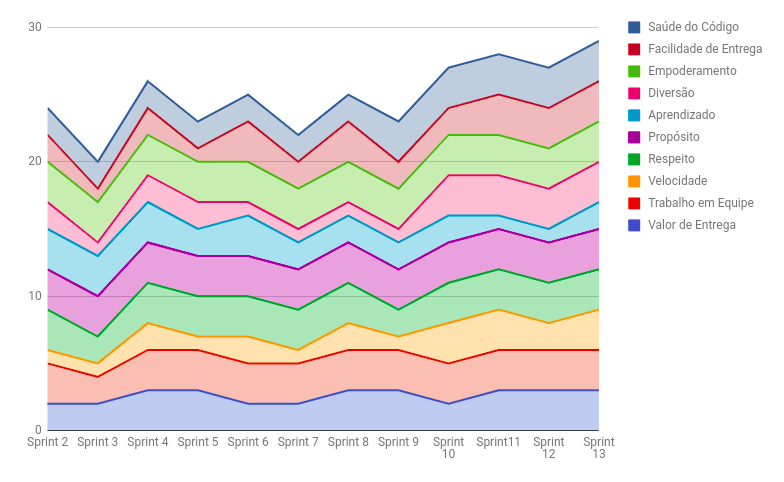 30
20
10
0
Sprint 2
Sprint 3
Sprint 4
Sprint 5
Sprint 6
Sprint 7
Sprint 8
Sprint 9
Sprint
10
Sprint11
Sprint
12
Sprint
13
Saúde do Código
Facilidade de Entrega
Empoderamento
Diversão
Aprendizado
Propósito
Respeito
Velocidade
Trabalho em Equipe
Valor de Entrega